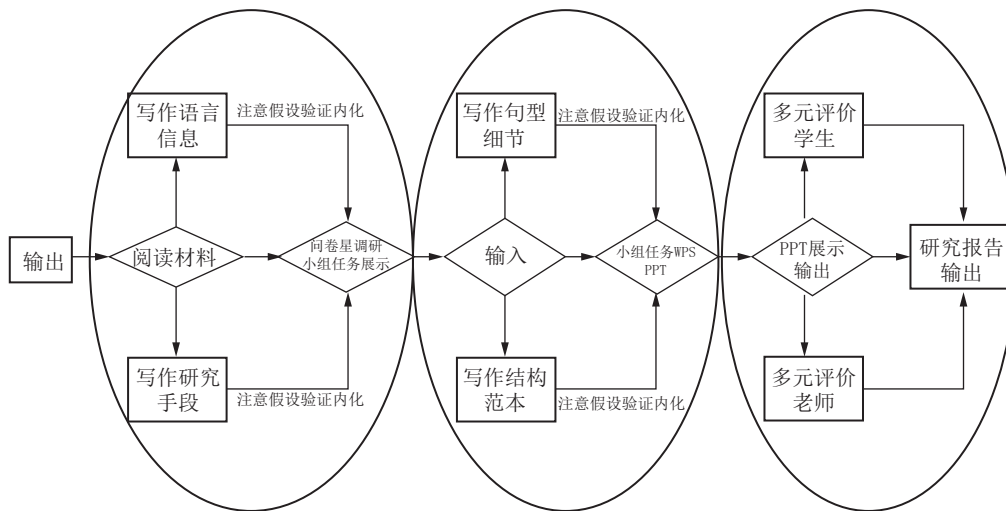 输出
写作语言
信息
注意假设验证内化
阅读材料
问卷星调研
小组任务展示
写作研究
手段
注意假设验证内化
写作句型
细节
注意假设验证内化
输入
小组任务WPS
PPT
写作结构
范本
注意假设验证内化
多元评价
学生
PPT展示
输出
研究报告
输出
多元评价
老师